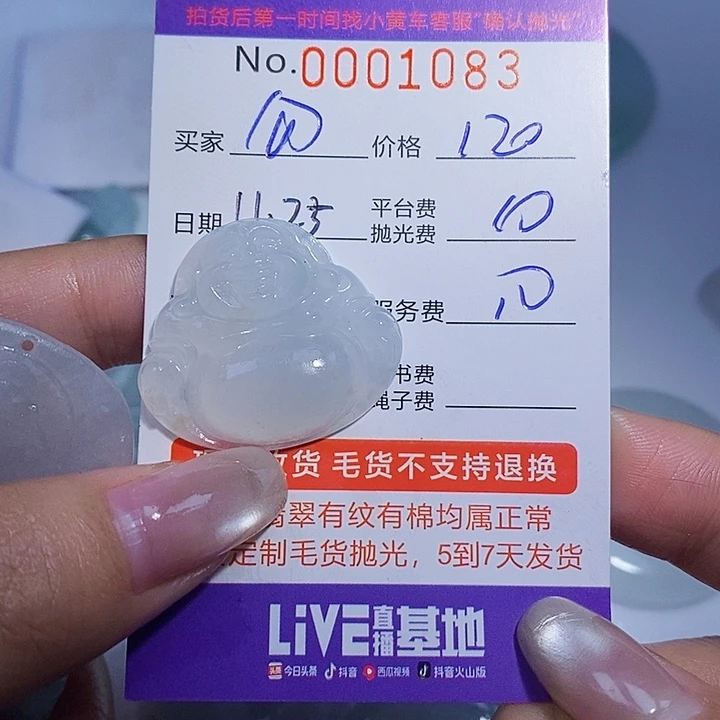 拍货后第一时间找小黄车客服"确认抛光"
No.0001083
买家 价格 120
日期 11.23 平台费
抛光费
服务费
书费
绳子费
货 毛货不支持退换
翡翠有纹有棉均属正常
定制毛货抛光，5到7天发货
LiVE直播基地
头条 今日头条 抖音 西瓜视频 抖音火山版